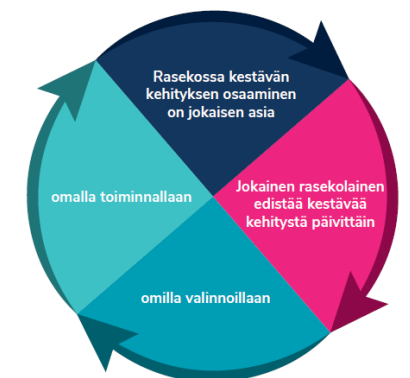 Rasekossa kestävän
kehityksen osaaminen
on jokaisen asia
Jokainen rasekolainen
edistää kestävää
kehitystä päivittäin
omilla valinnoillaan
omalla toiminnallaan